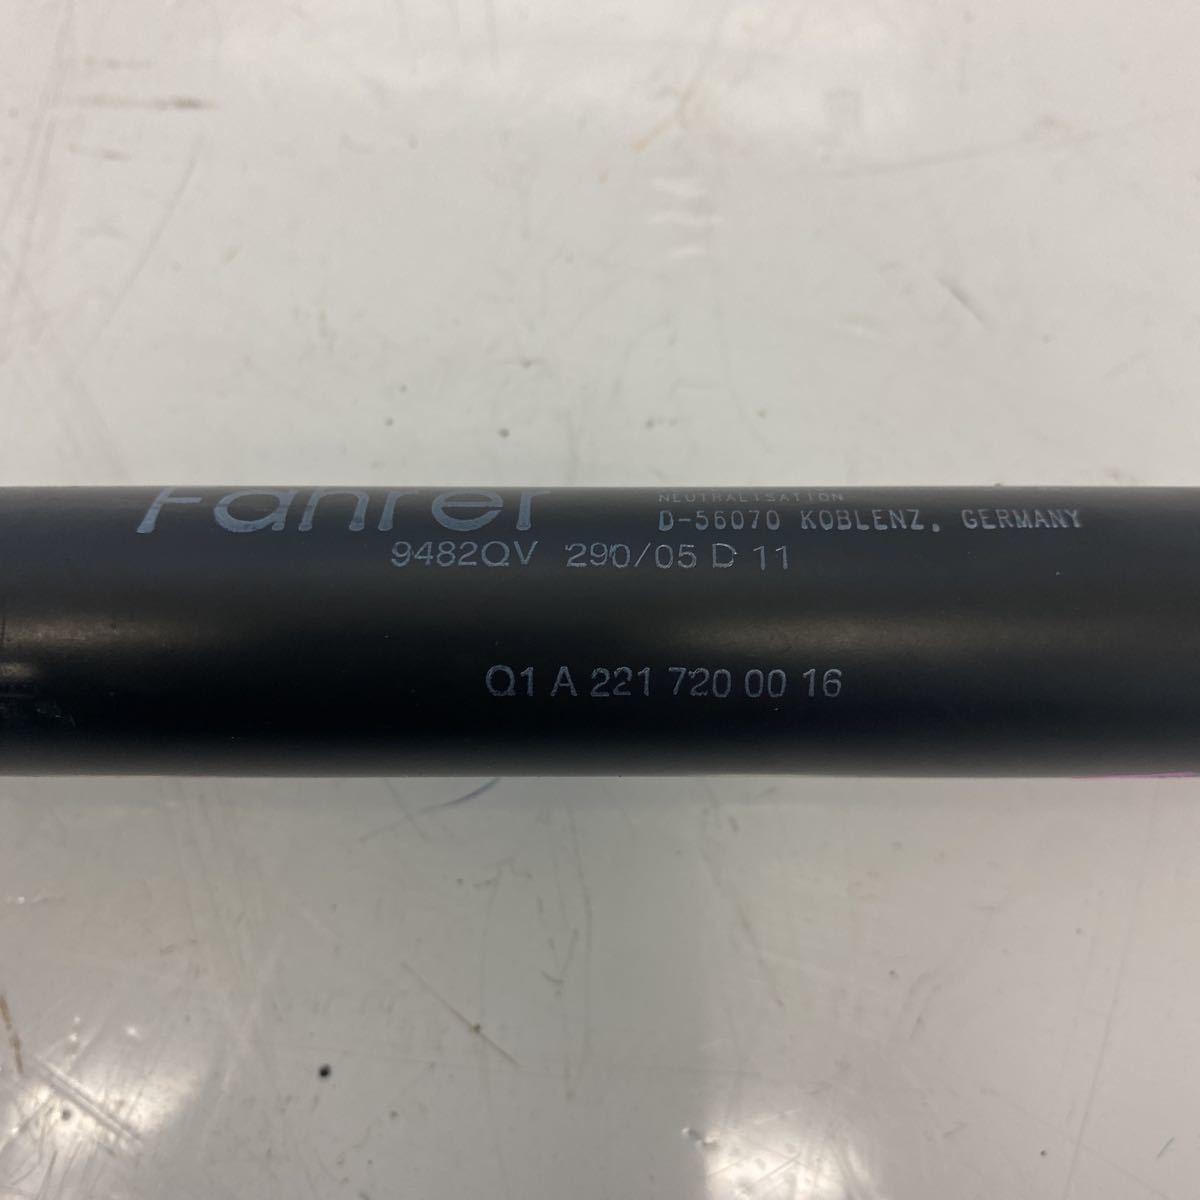 Fahrer
NEUTRALISATION
D-56070 KOBLENZ, GERMANY
9482QV 290/05 D 11
Q1 A 221 720 00 16